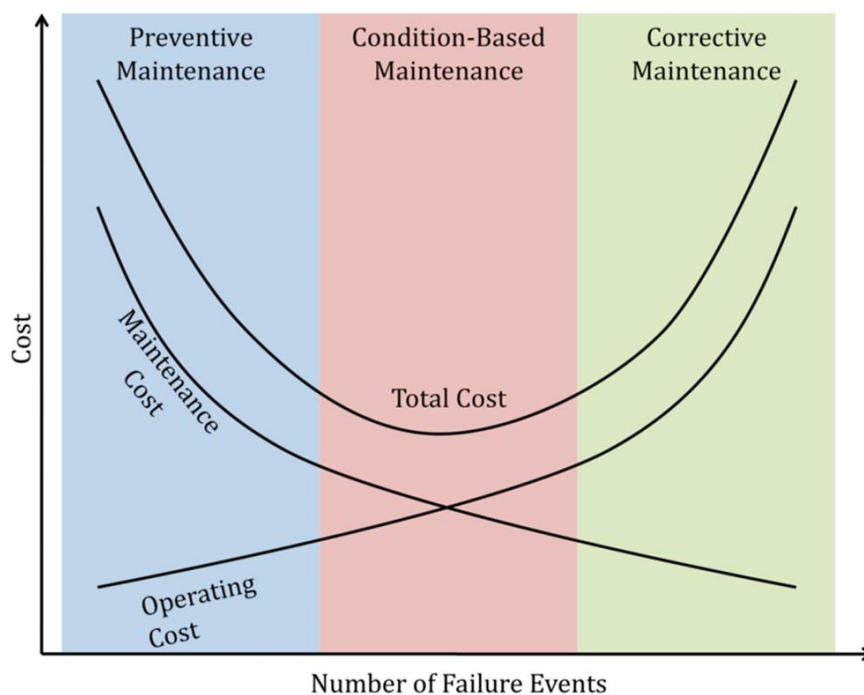 Preventive
Maintenance
Condition-Based
Maintenance
Corrective
Maintenance
Cost
Maintenance
Cost
Total Cost
Operating
Cost
Number of Failure Events